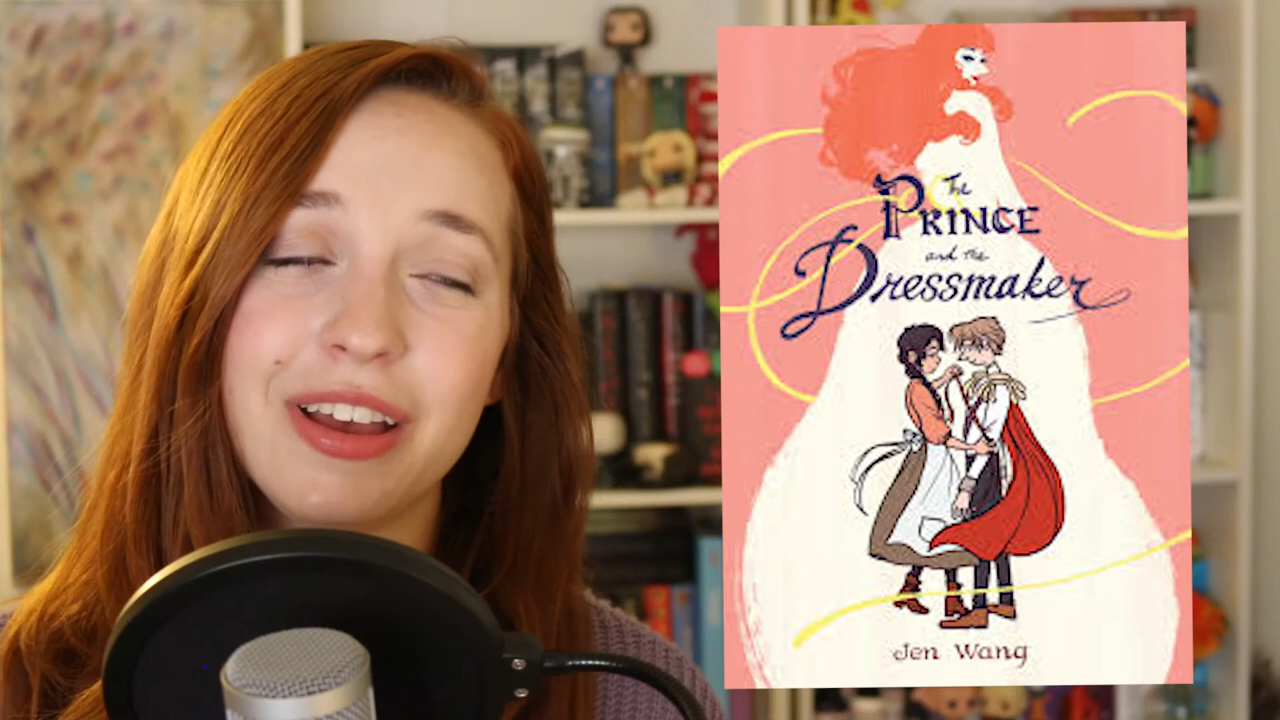 The
PRINCE
and the
Dressmaker
Jen Wang